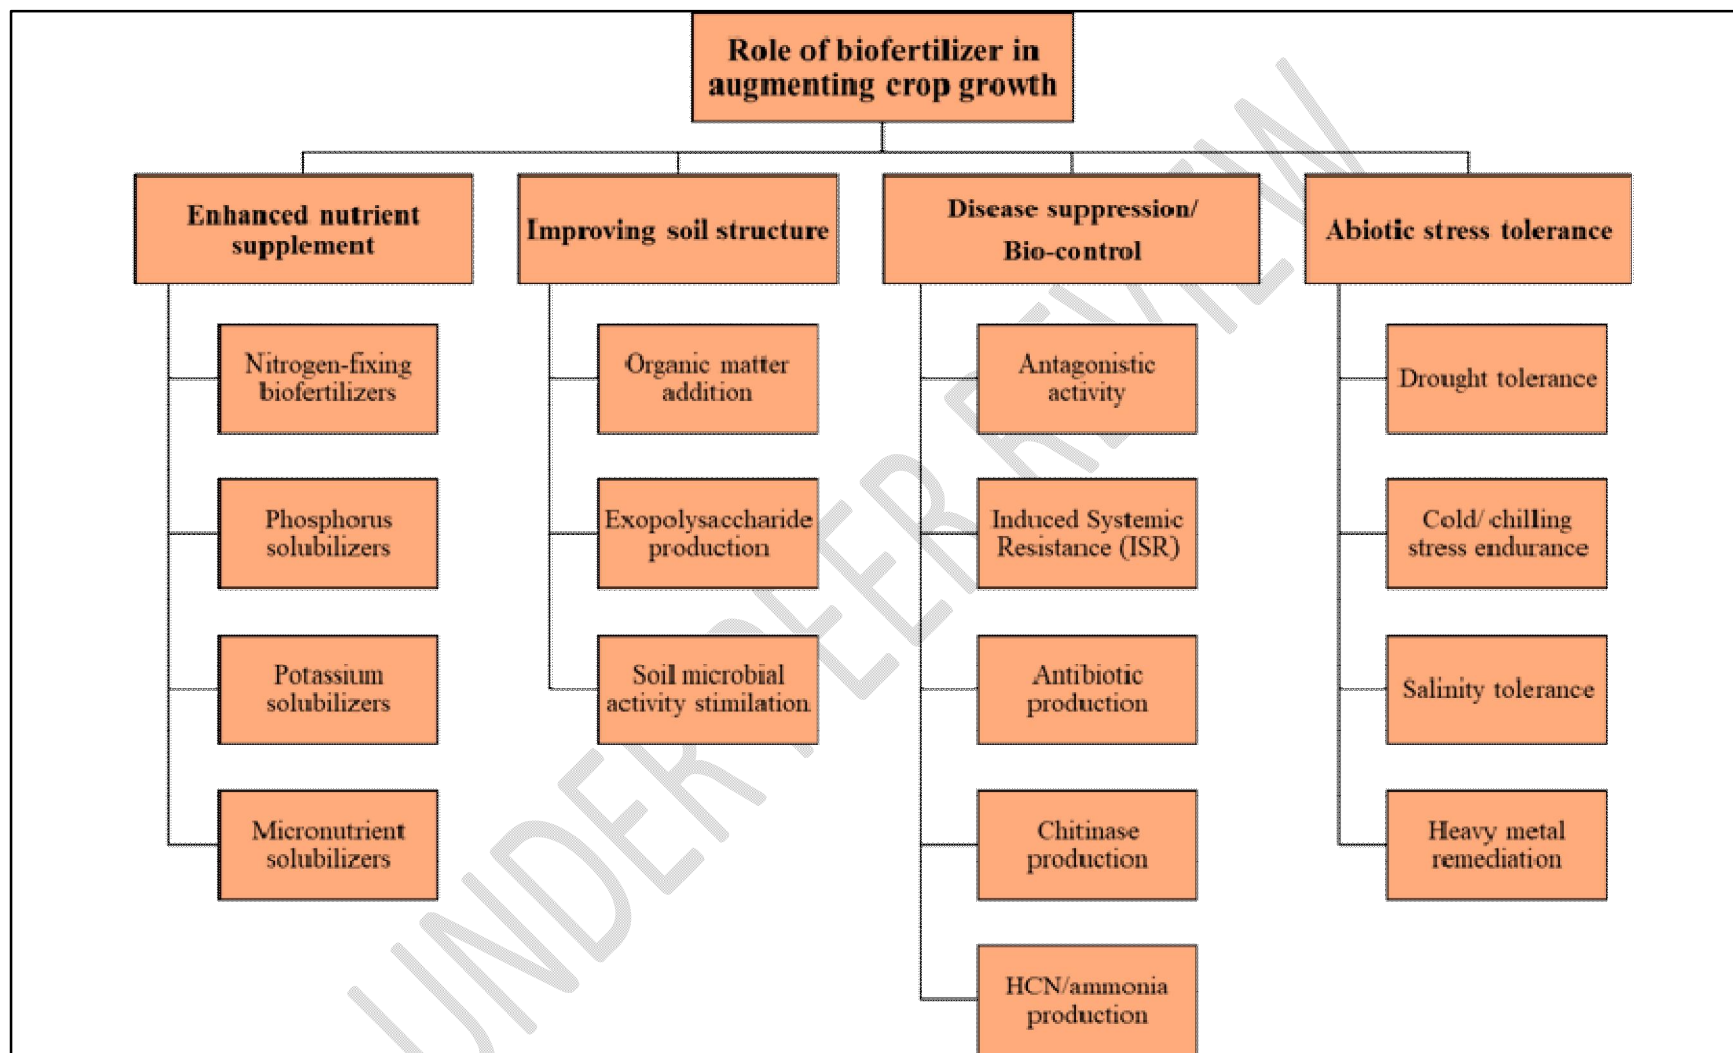 Role of biofertilizer in
augmenting crop growth
Enhanced nutrient
supplement
Improving soil structure
Disease suppression/
Bio-control
Abiotic stress tolerance
Nitrogen-fixing
biofertilizers
Phosphorus
solubilizers
Potassium
solubilizers
Micronutrient
solubilizers
Organic matter
addition
Exopolysaccharide
production
Soil microbial
activity stimilation
Antagonistic
activity
Induced Systemic
Resistance (ISR)
Antibiotic
production
Chitinase
production
HCN/ammonia
production
Drought tolerance
Cold/ chilling
stress endurance
Salinity tolerance
Heavy metal
remediation
UNDER PEER REVIEW